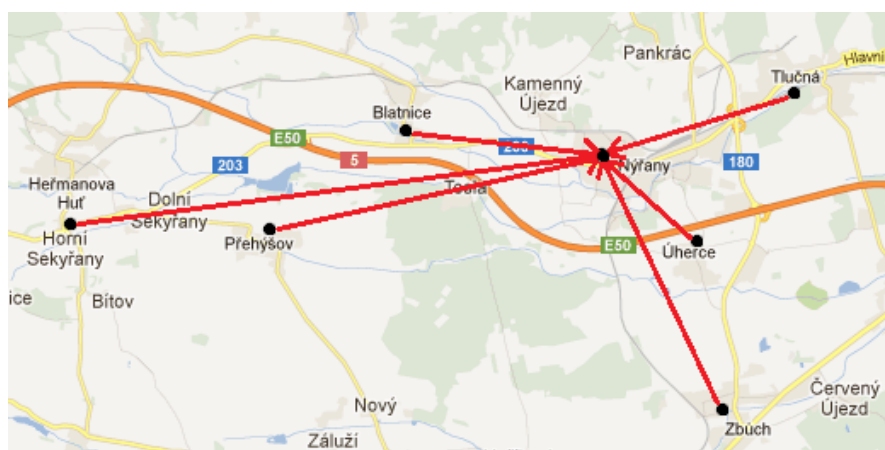 Pankrác
Hlavní
Tlučná
Kamenný
Újezd
Blatnice
E50
5
203
Nýřany
180
Tesla
Heřmanova
Huť
Dolní
Sekyřany
Horní
Sekyřany
Přehýšov
E50
Úherce
ice
Bítov
Červený
Újezd
Nový
Zbůch
Záluží